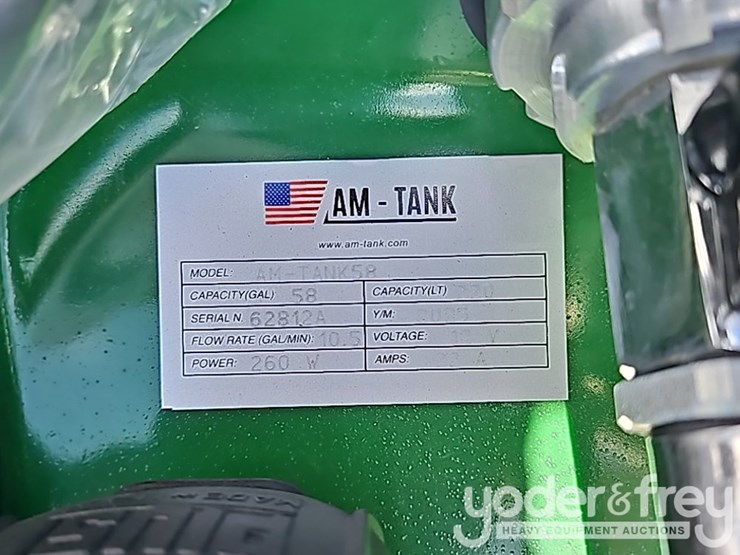 AM - TANK
www.am-tank.com
MODEL: AM-TANK58
CAPACITY(GAL): 58 CAPACITY(LT)
SERIAL N. 62812A Y/M:
FLOW RATE (GAL/MIN): 10.5 VOLTAGE: V
POWER: 260 W AMPS: A
yoder&frey
HEAVY EQUIPMENT AUCTIONS